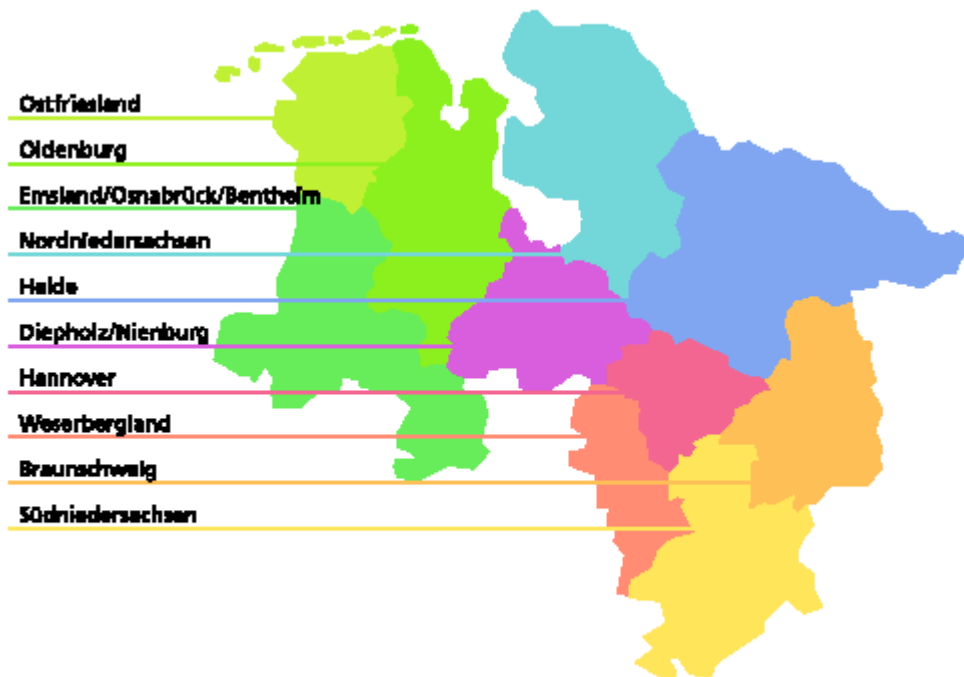 Ostfriesland
Oldenburg
Emsland/Osnabrück/Bentheim
Nordniedersachsen
Heide
Diepholz/Nienburg
Hannover
Weserbergland
Braunschweig
Südniedersachsen